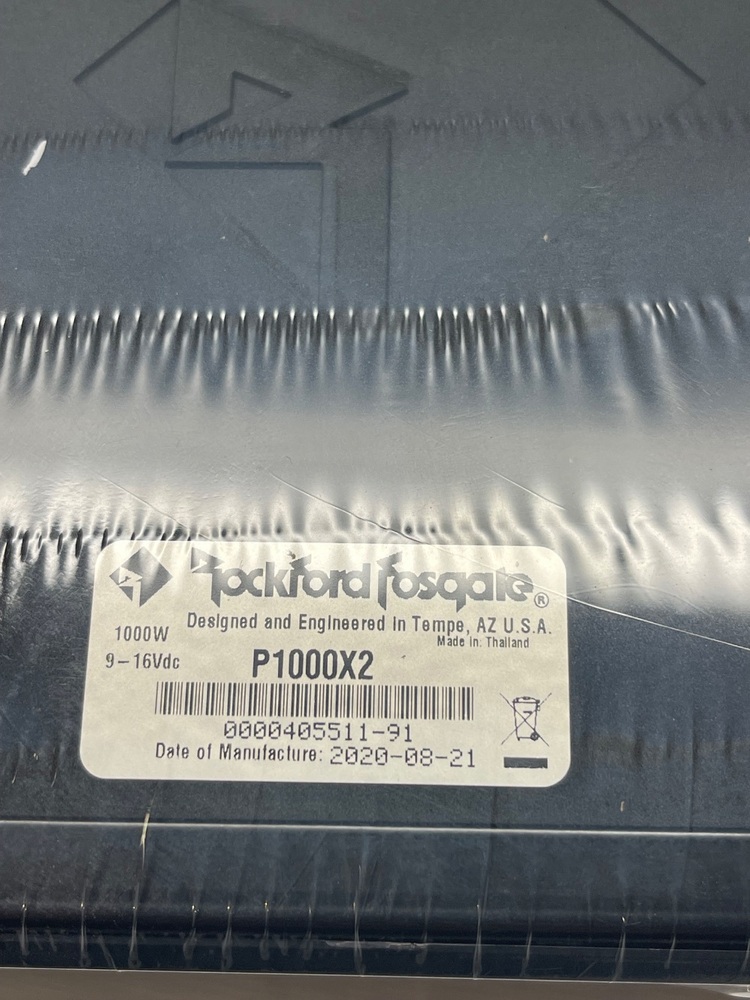 Rockford Fosgate®
Designed and Engineered in Tempe, AZ U.S.A.
Made In: Thailand
1000W
9-16Vdc
P1000X2
0000405511-91
Date of Manufacture: 2020-08-21